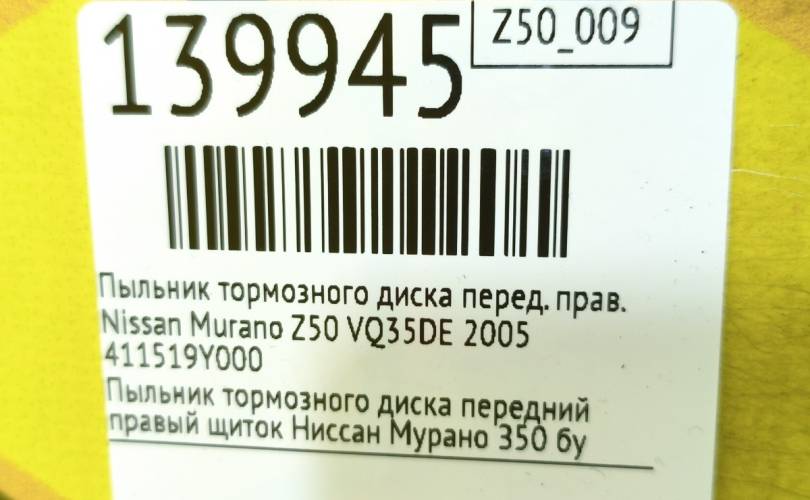 139945
Z50_009
Пыльник тормозного диска перед. прав.
Nissan Murano Z50 VQ35DE 2005
411519Y000
Пыльник тормозного диска передний
правый щиток Ниссан Мурано З50 бу